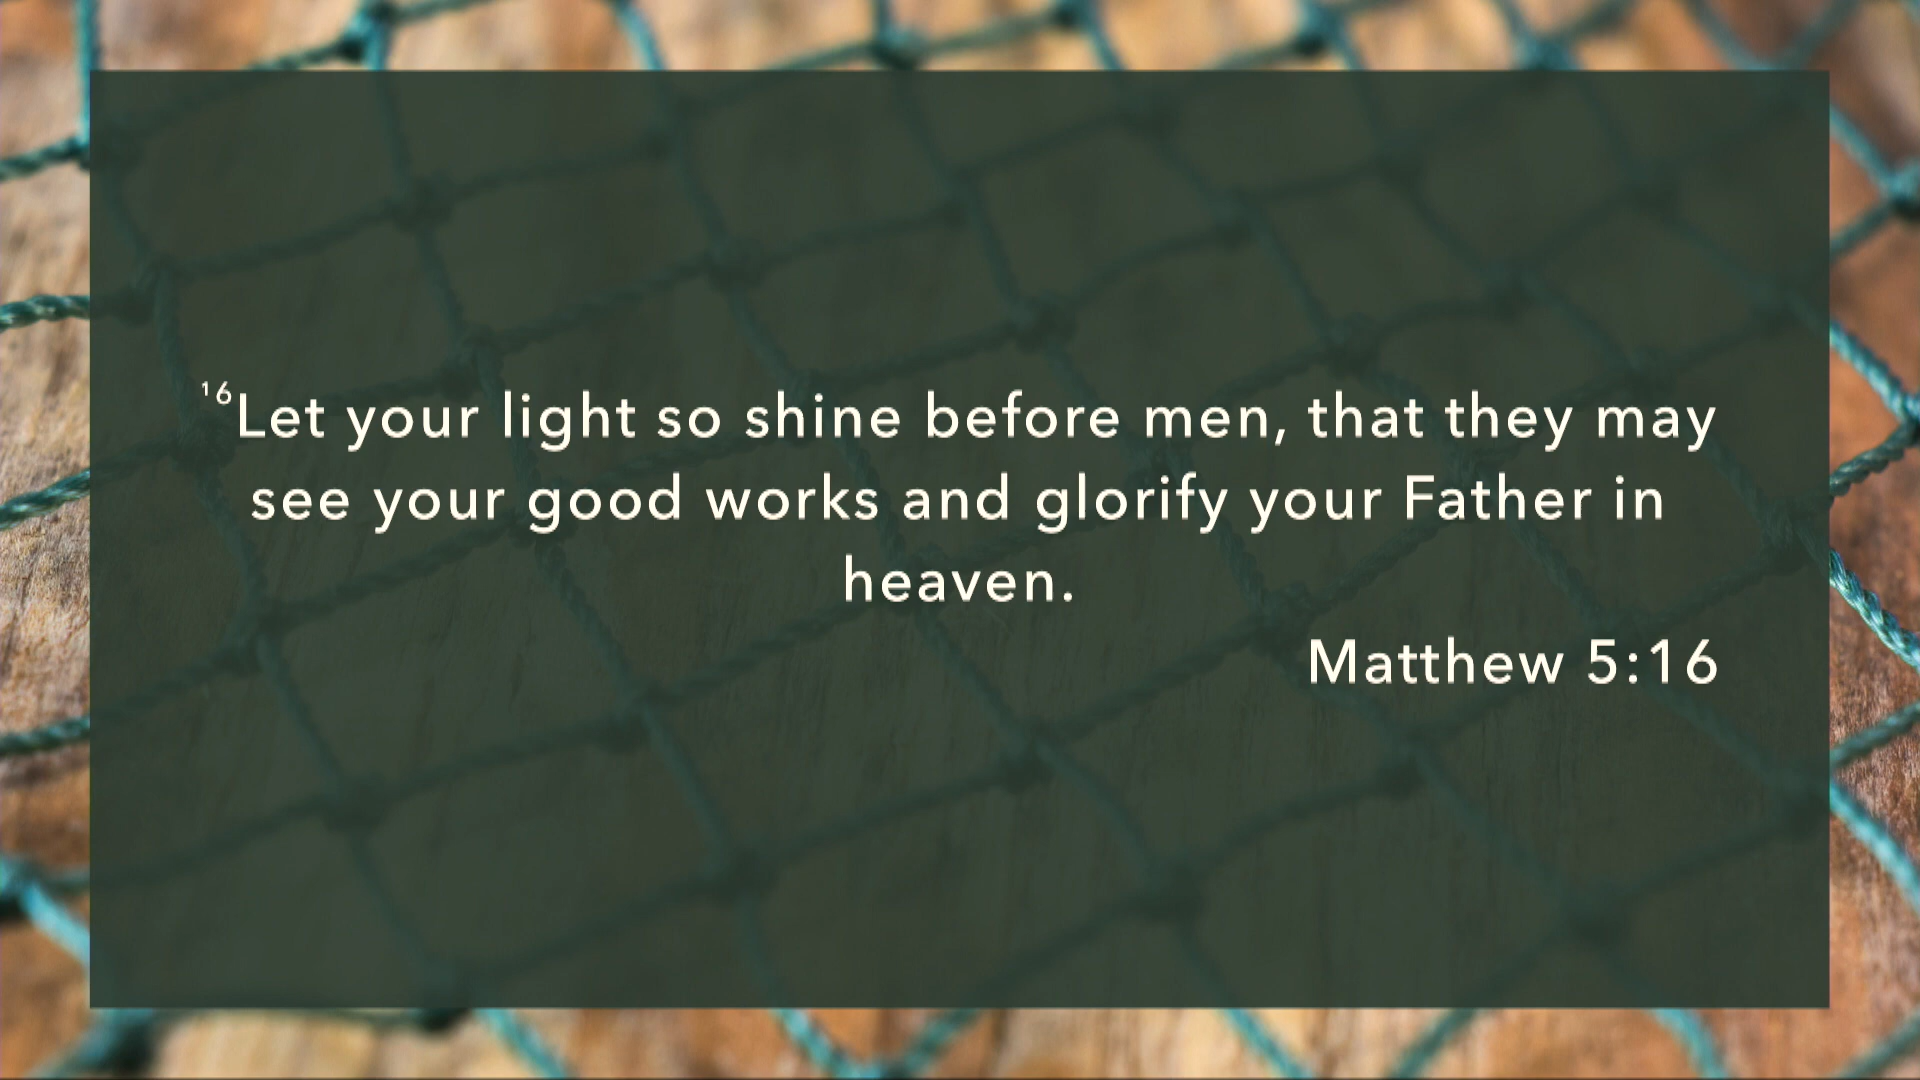 16Let your light so shine before men, that they may
see your good works and glorify your Father in
heaven.
Matthew 5:16